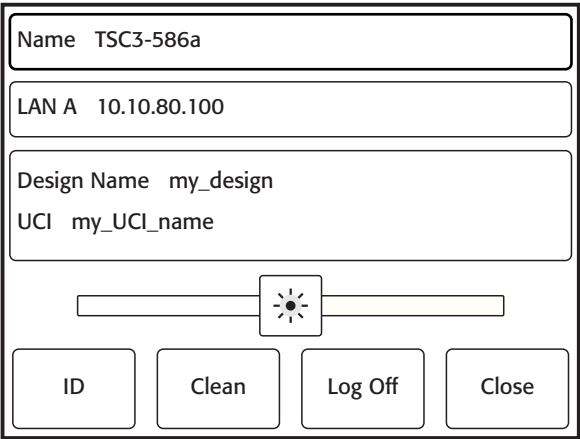 Name TSC3-586a
LAN A 10.10.80.100
Design Name my_design
UCI my_UCI_name
ID Clean Log Off Close